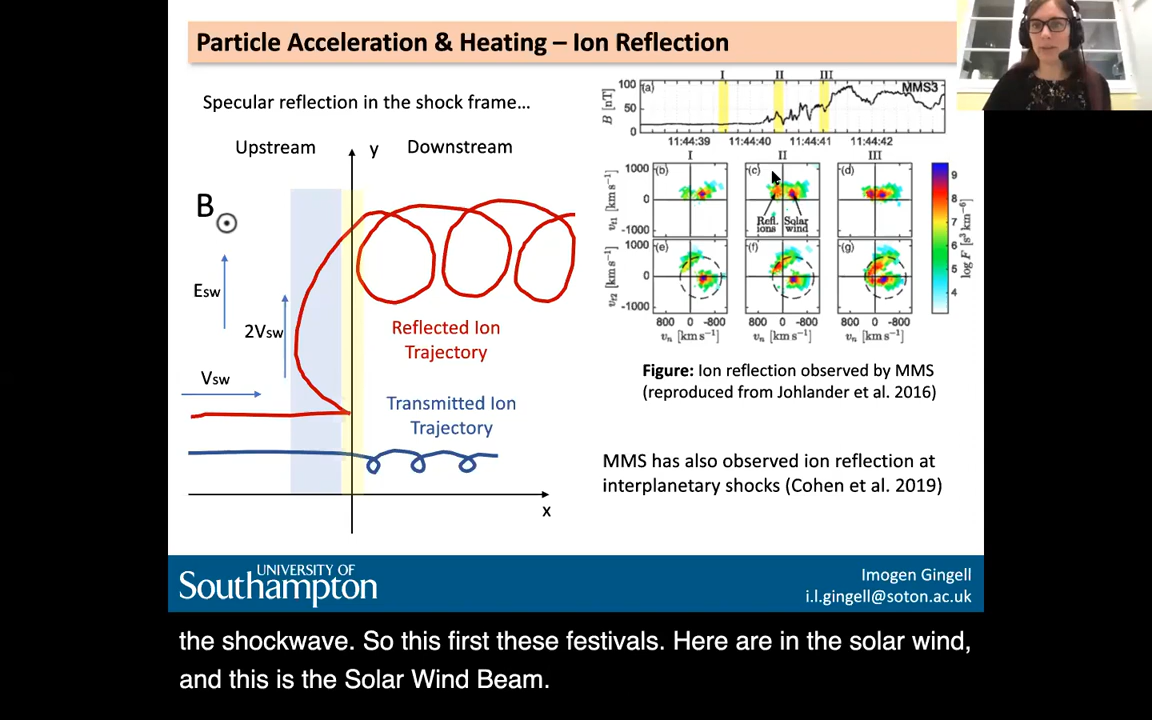 Particle Acceleration & Heating – Ion Reflection
Specular reflection in the shock frame…
Upstream
y
Downstream
B
Esw
2Vsw
Vsw
Reflected Ion
Trajectory
Transmitted Ion
Trajectory
x
I II III
(a) MMS3
B [nT]
100
50
0
11:44:39 11:44:40 11:44:41 11:44:42
I II III
(b) (c) (d)
1000
0
-1000
Refl. ions
Solar wind
(e) (f) (g)
1000
0
-1000
800 0 -800 800 0 -800 800 0 -800
vn [km s⁻¹] vn [km s⁻¹] vn [km s⁻¹]
vt1 [km s⁻¹]
vt2 [km s⁻¹]
9
8
7
6
5
4
log F [s³ km⁻⁶]
Figure: Ion reflection observed by MMS
(reproduced from Johlander et al. 2016)
MMS has also observed ion reflection at
interplanetary shocks (Cohen et al. 2019)
UNIVERSITY OF
Southampton
Imogen Gingell
i.l.gingell@soton.ac.uk
the shockwave. So this first these festivals. Here are in the solar wind,
and this is the Solar Wind Beam.